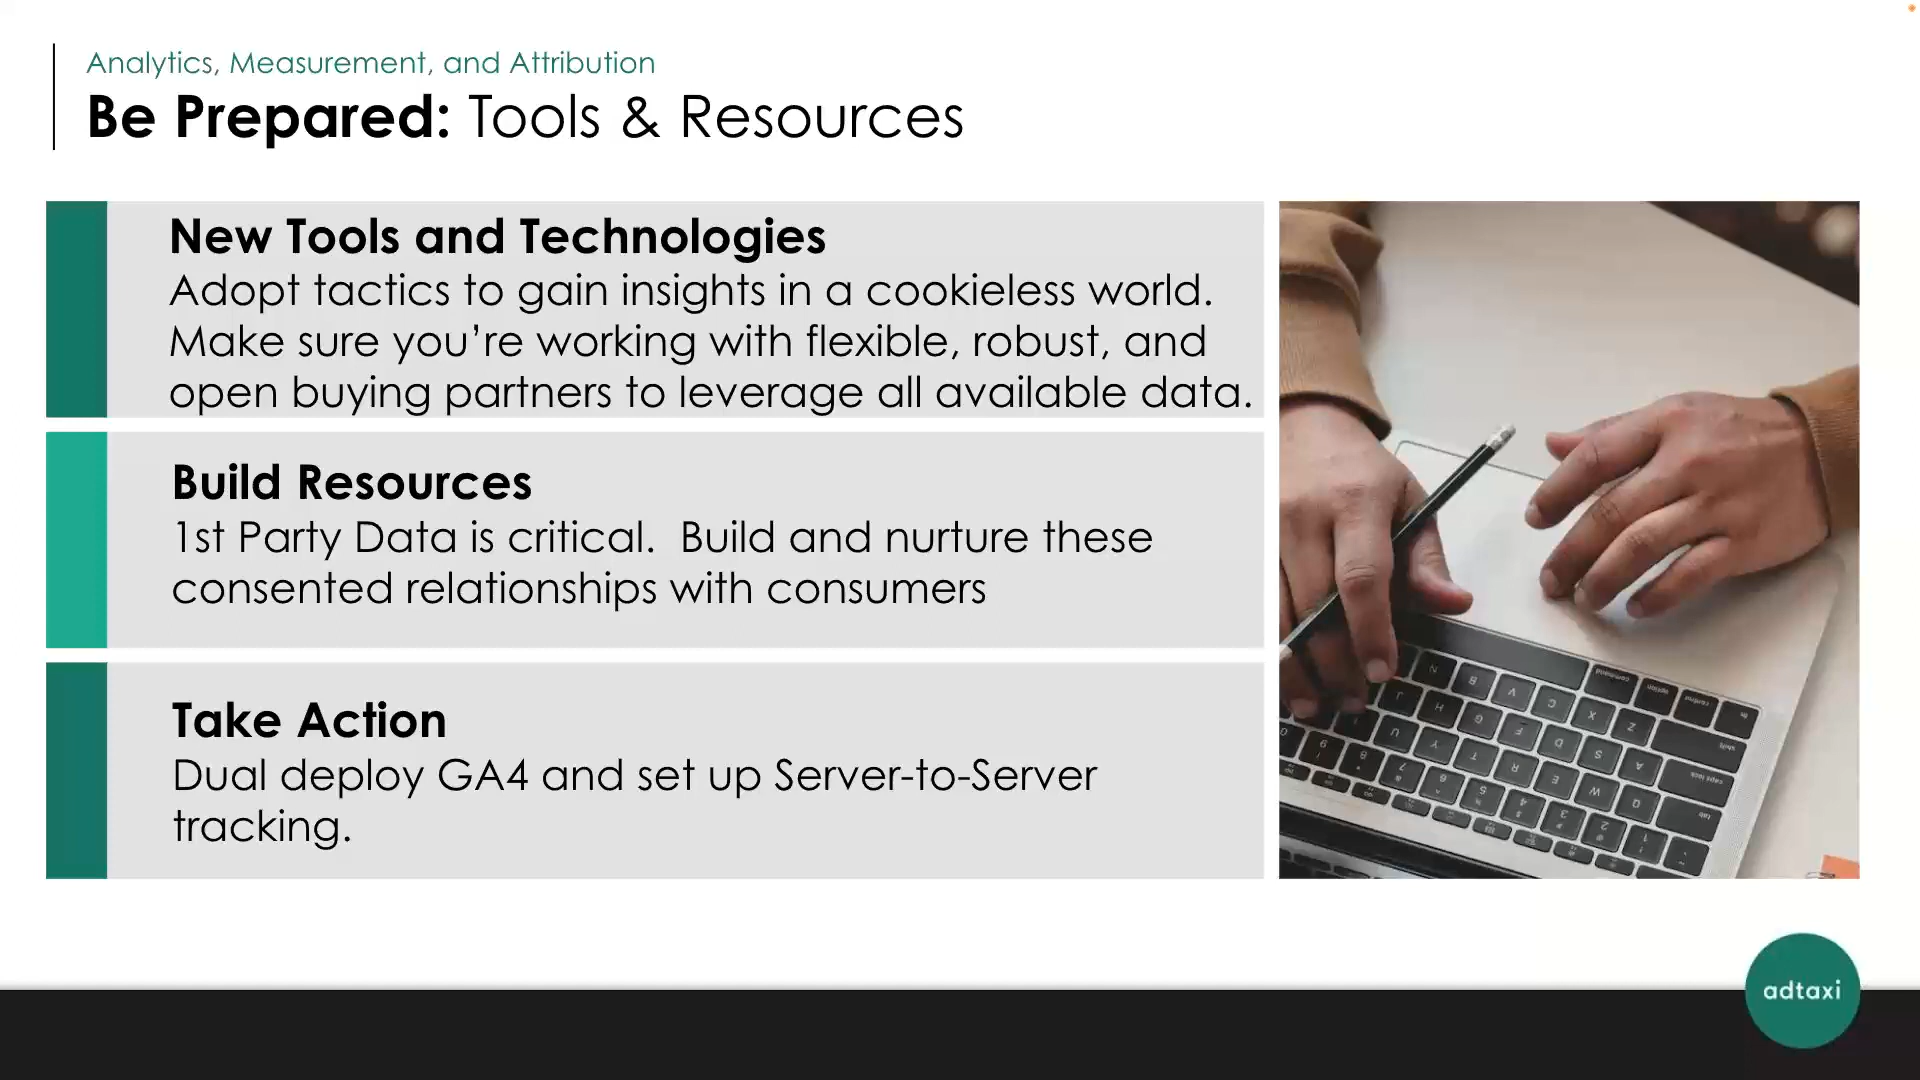 Analytics, Measurement, and Attribution
Be Prepared: Tools & Resources
New Tools and Technologies
Adopt tactics to gain insights in a cookieless world.
Make sure you’re working with flexible, robust, and
open buying partners to leverage all available data.
Build Resources
1st Party Data is critical.  Build and nurture these
consented relationships with consumers
Take Action
Dual deploy GA4 and set up Server-to-Server
tracking.
adtaxi